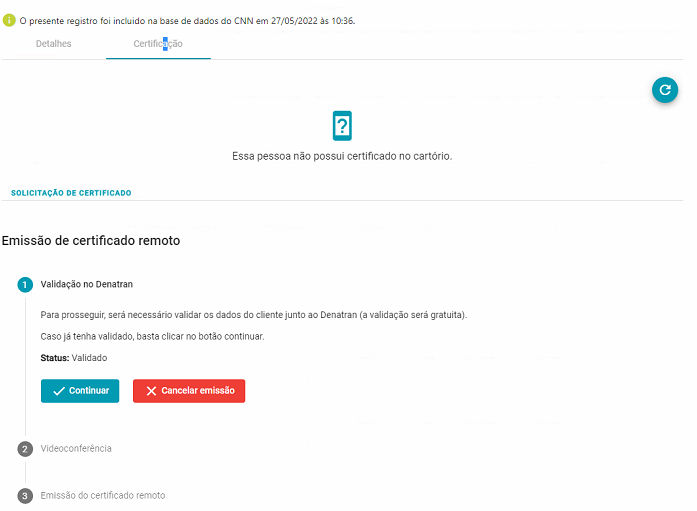 O presente registro foi incluido na base de dados do CNN em 27/05/2022 às 10:36.
Detalhes
Certificação
Essa pessoa não possui certificado no cartório.
SOLICITAÇÃO DE CERTIFICADO
Emissão de certificado remoto
1 Validação no Denatran
Para prosseguir, será necessário validar os dados do cliente junto ao Denatran (a validação será gratuita).
Caso já tenha validado, basta clicar no botão continuar.
Status: Validado
Continuar
Cancelar emissão
2 Videoconferência
3 Emissão do certificado remoto